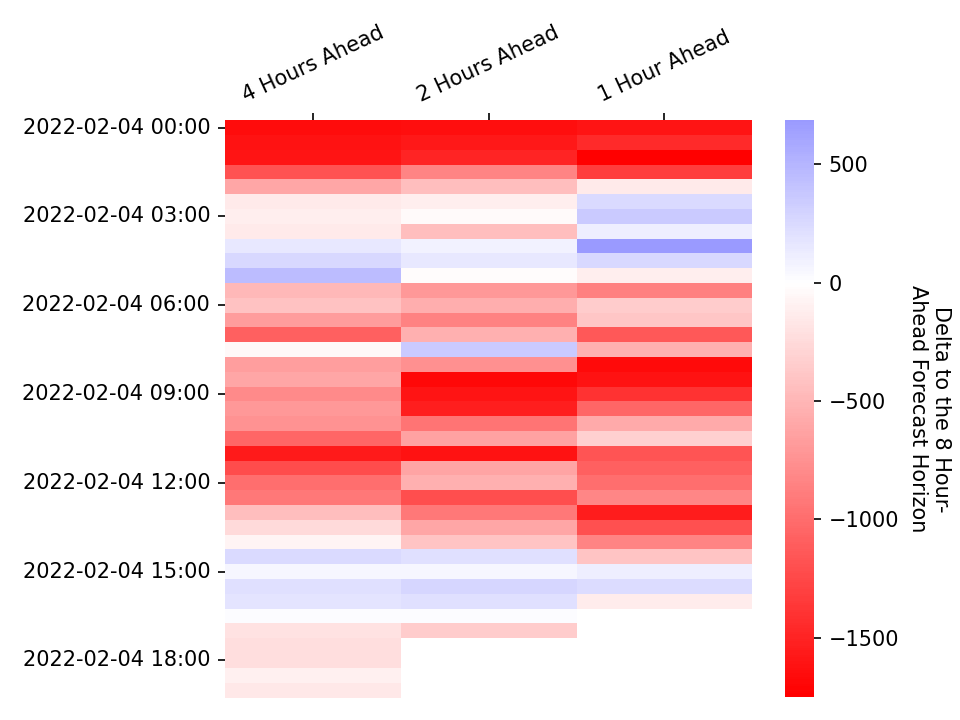 4 Hours Ahead
2 Hours Ahead
1 Hour Ahead
2022-02-04 00:00
2022-02-04 03:00
2022-02-04 06:00
2022-02-04 09:00
2022-02-04 12:00
2022-02-04 15:00
2022-02-04 18:00
500
0
−500
−1000
−1500
Delta to the 8 Hour-
Ahead Forecast Horizon